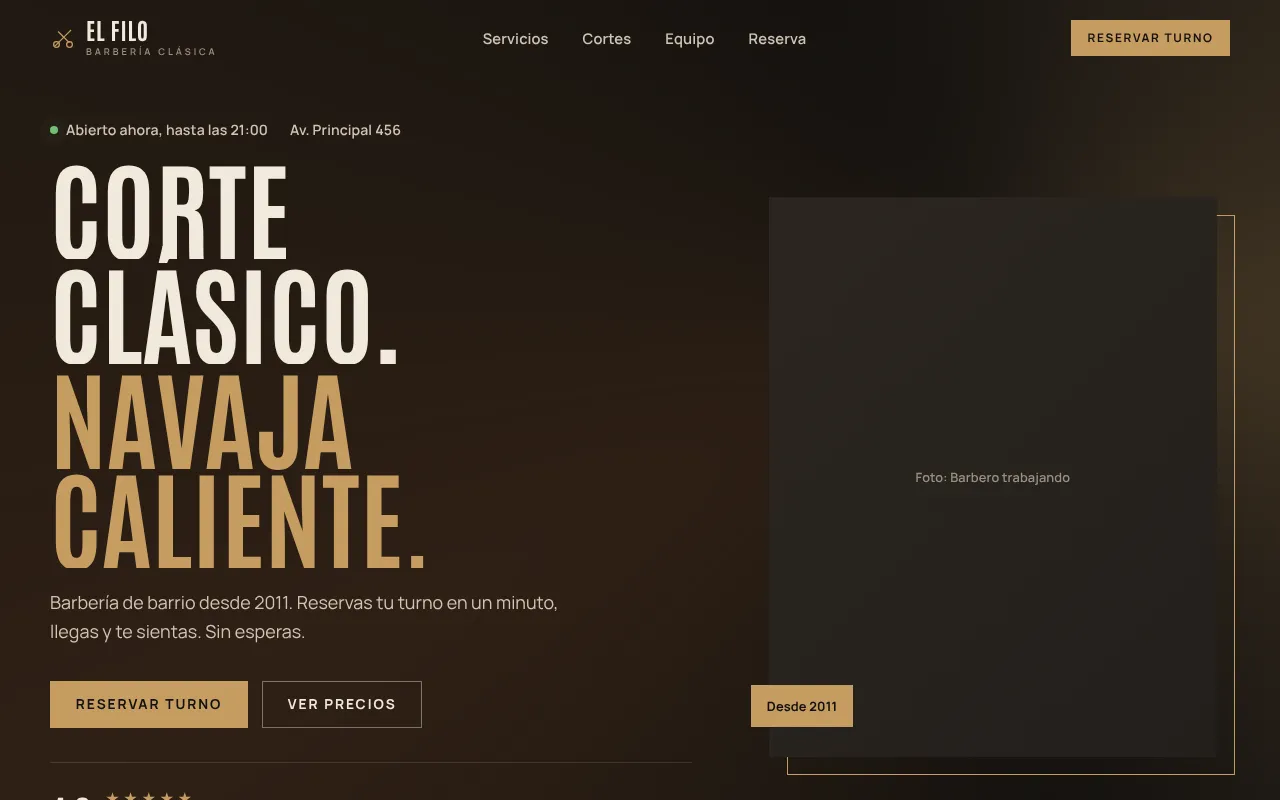 EL FILO
BARBERÍA CLÁSICA
Servicios
Cortes
Equipo
Reserva
RESERVAR TURNO
Abierto ahora, hasta las 21:00
Av. Principal 456
CORTE
CLÁSICO.
NAVAJA
CALIENTE.
Barbería de barrio desde 2011. Reservas tu turno en un minuto,
llegas y te sientas. Sin esperas.
RESERVAR TURNO
VER PRECIOS
Foto: Barbero trabajando
Desde 2011